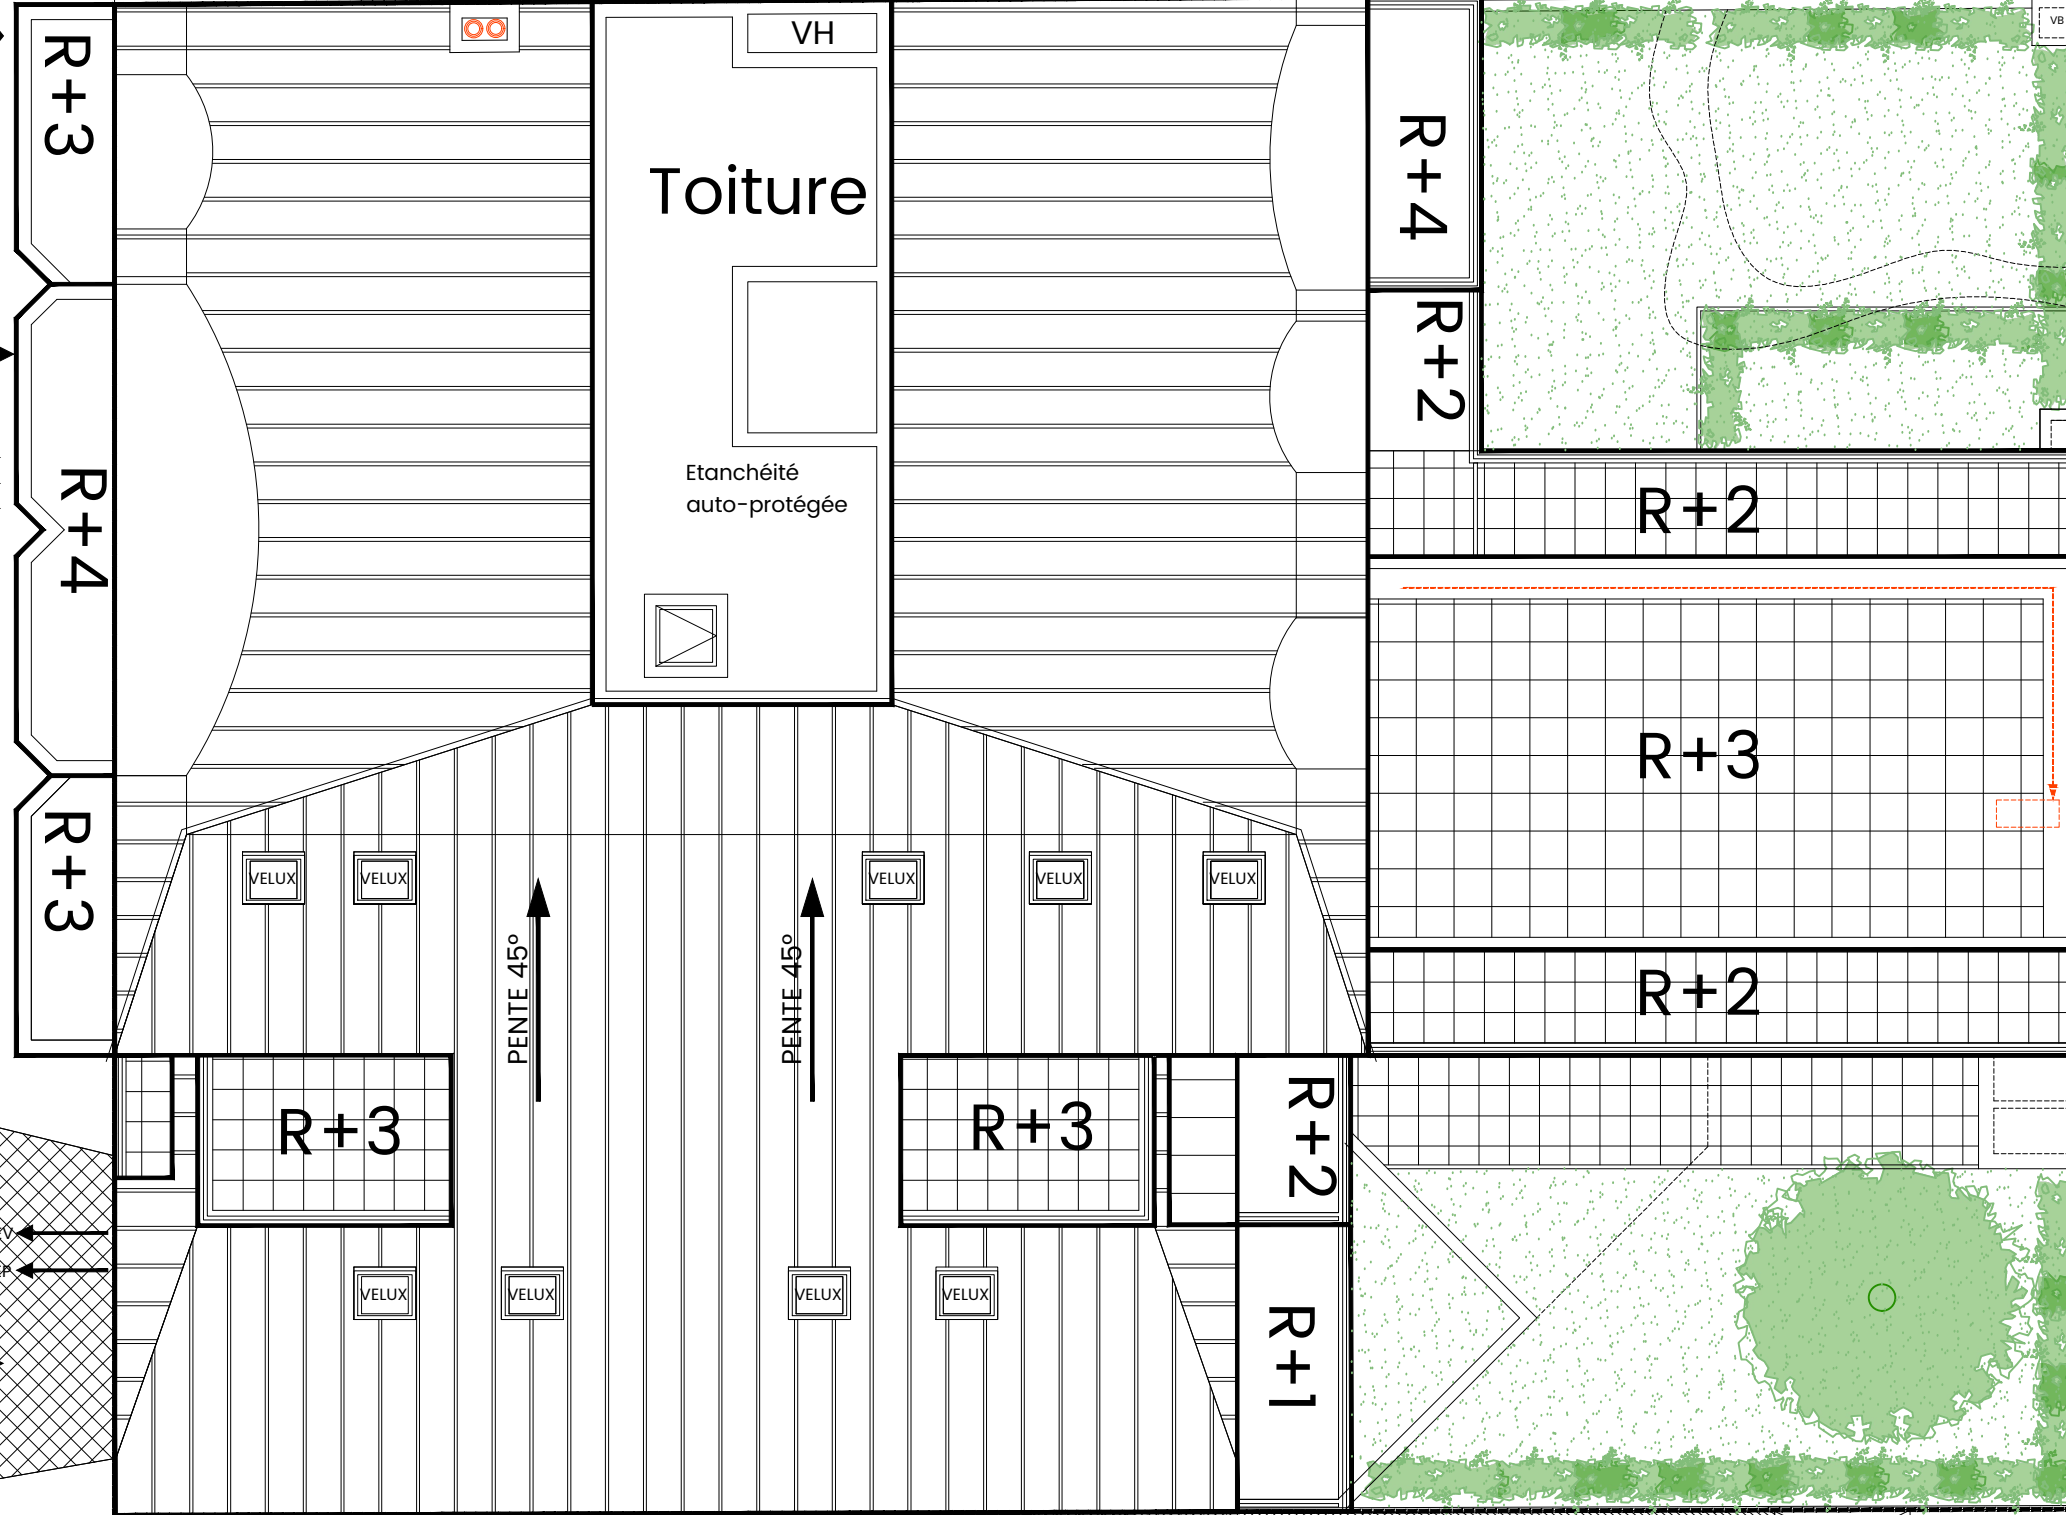 VH
VB
R+3
Toiture
R+4
R+2
Etanchéité
auto-protégée
R+4
R+2
R+3
R+3
VELUX
VELUX
VELUX
VELUX
VELUX
PENTE 45°
PENTE 45°
R+2
R+3
R+3
R+2
VELUX
VELUX
VELUX
VELUX
R+1